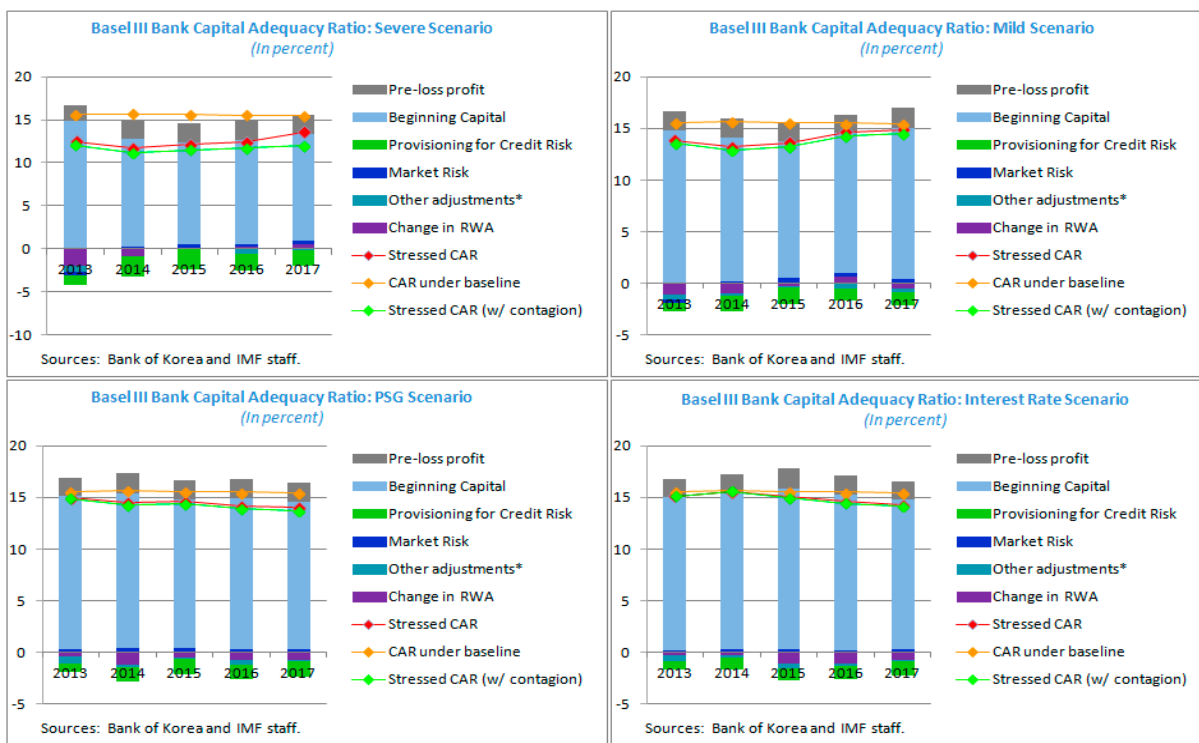 Basel III Bank Capital Adequacy Ratio: Severe Scenario
(In percent)
20
15
10
5
0
-5
-10
2013
2014
2015
2016
2017
Pre-loss profit
Beginning Capital
Provisioning for Credit Risk
Market Risk
Other adjustments*
Change in RWA
Stressed CAR
CAR under baseline
Stressed CAR (w/ contagion)
Sources: Bank of Korea and IMF staff.
Basel III Bank Capital Adequacy Ratio: Mild Scenario
(In percent)
20
15
10
5
0
-5
2013
2014
2015
2016
2017
Pre-loss profit
Beginning Capital
Provisioning for Credit Risk
Market Risk
Other adjustments*
Change in RWA
Stressed CAR
CAR under baseline
Stressed CAR (w/ contagion)
Sources: Bank of Korea and IMF staff.
Basel III Bank Capital Adequacy Ratio: PSG Scenario
(In percent)
20
15
10
5
0
-5
2013
2014
2015
2016
2017
Pre-loss profit
Beginning Capital
Provisioning for Credit Risk
Market Risk
Other adjustments*
Change in RWA
Stressed CAR
CAR under baseline
Stressed CAR (w/ contagion)
Sources: Bank of Korea and IMF staff.
Basel III Bank Capital Adequacy Ratio: Interest Rate Scenario
(In percent)
20
15
10
5
0
-5
2013
2014
2015
2016
2017
Pre-loss profit
Beginning Capital
Provisioning for Credit Risk
Market Risk
Other adjustments*
Change in RWA
Stressed CAR
CAR under baseline
Stressed CAR (w/ contagion)
Sources: Bank of Korea and IMF staff.